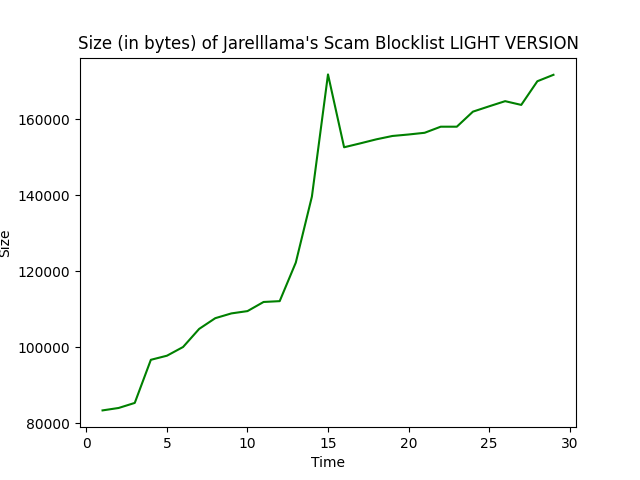 Size (in bytes) of Jarelllama's Scam Blocklist LIGHT VERSION
160000
140000
120000
100000
80000
Size
0 5 10 15 20 25 30
Time